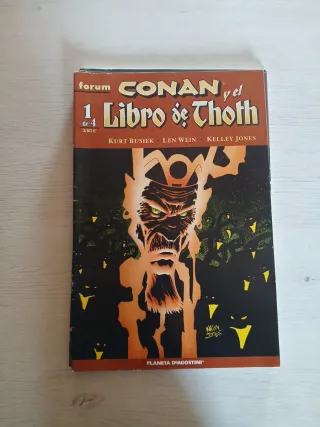 forum
CONAN y el
1 de 4
Libro de Thoth
KURT BUSIEK LEN WEIN KELLEY JONES
PLANETA DeAGOSTINI